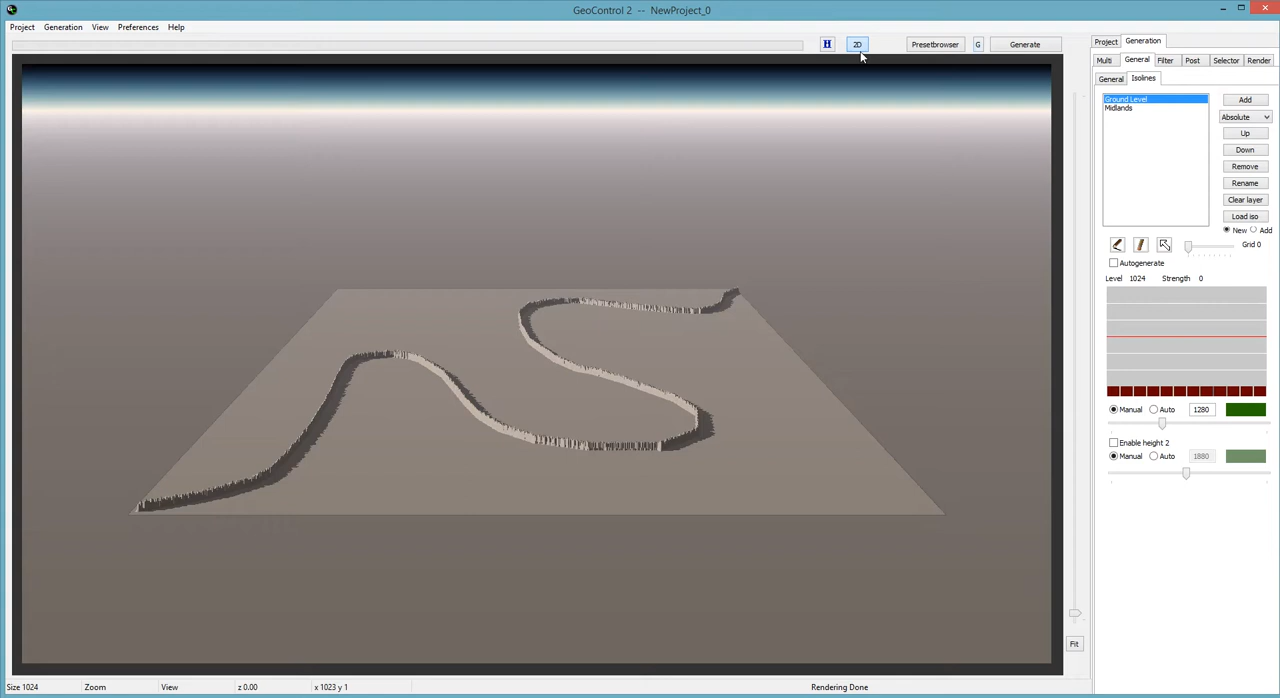 GeoControl 2 -- NewProject_0
Project Generation View Preferences Help
H 2D Presetbrowser G Generate
Project Generation
Multi General Filter Post Selector Render
General Isolines
Ground Level
Midlands
Add
Absolute
Up
Down
Remove
Rename
Clear layer
Load iso
New Add
Grid 0
Autogenerate
Level 1024 Strength 0
Manual Auto 1280
Enable height 2
Manual Auto 1880
Fit
Size 1024 Zoom View z 0.00 x 1023 y 1 Rendering Done